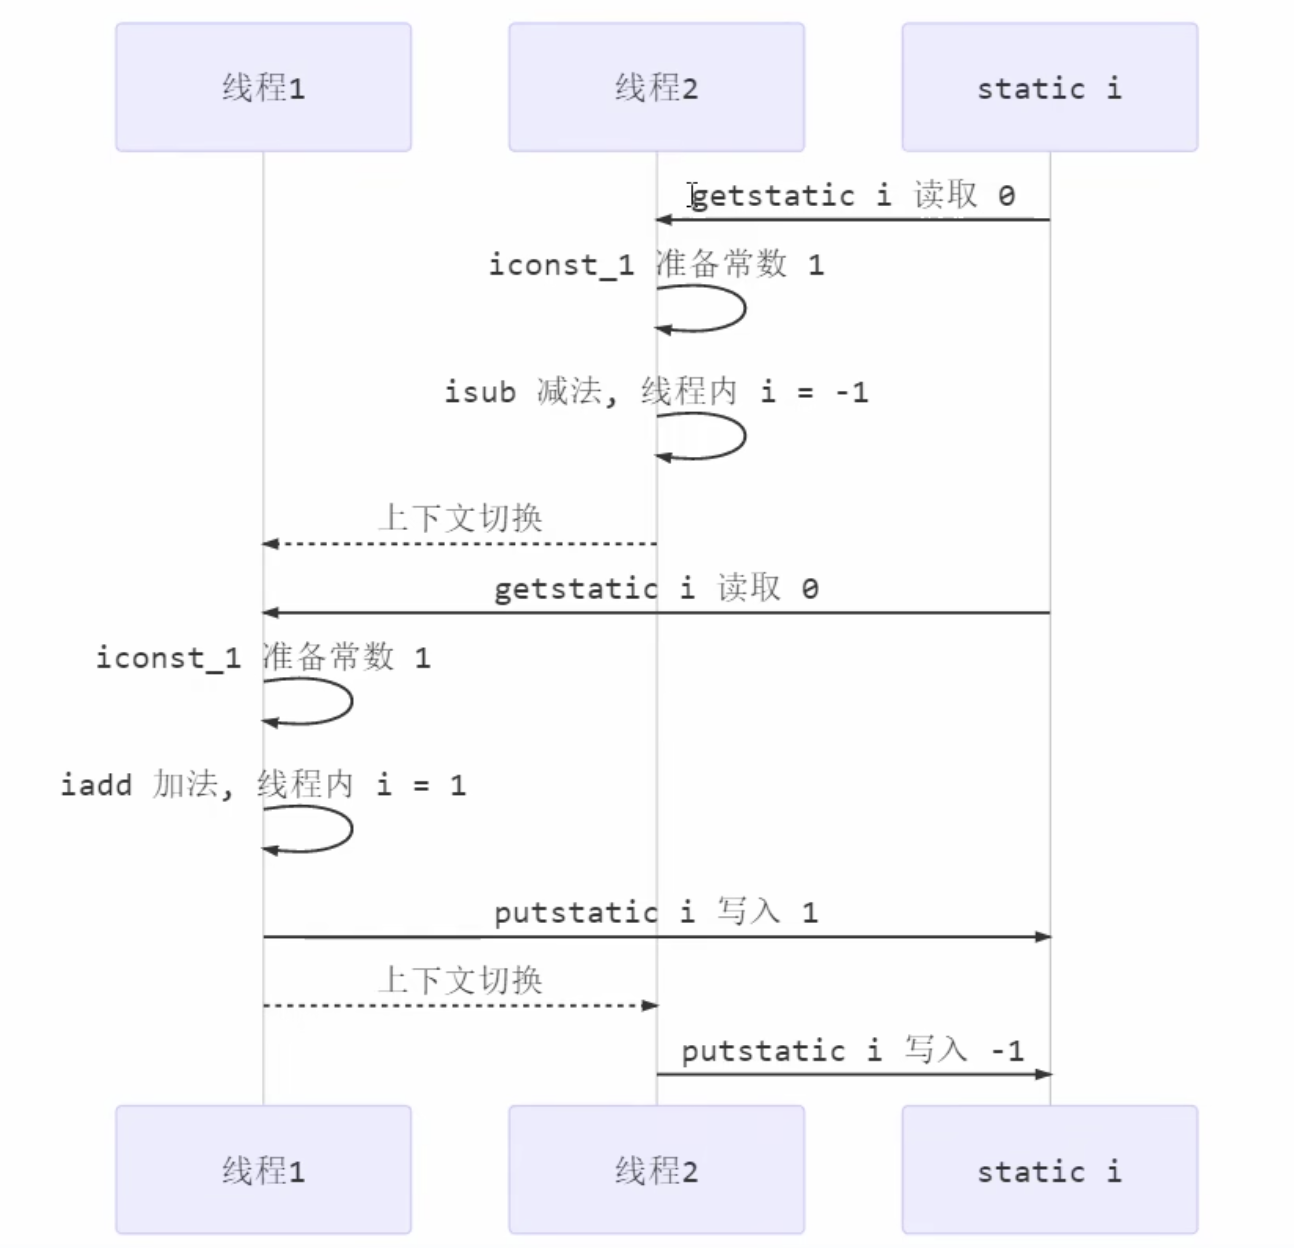 线程1
线程2
static i
getstatic i 读取 0
iconst_1 准备常数 1
isub 减法, 线程内 i = -1
上下文切换
getstatic i 读取 0
iconst_1 准备常数 1
iadd 加法, 线程内 i = 1
putstatic i 写入 1
上下文切换
putstatic i 写入 -1
线程1
线程2
static i